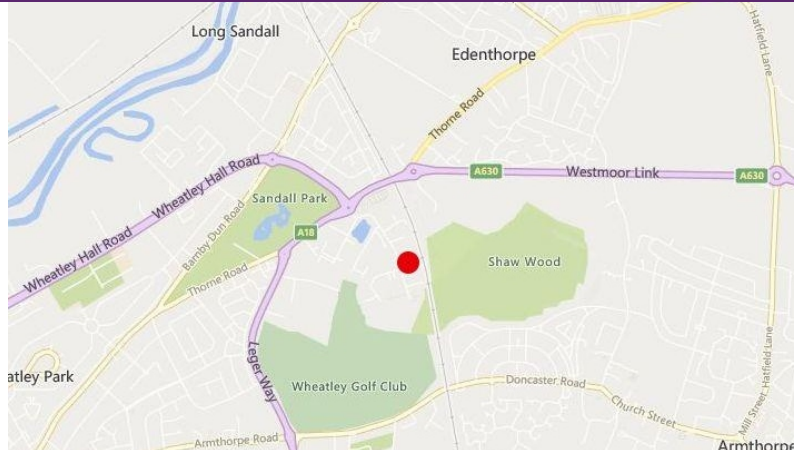 Long Sandall
Edenthorpe
Hatfield Lane
Thorne Road
A630
Westmoor Link
A630
Wheatley Hall Road
Sandall Park
Barnby Dun Road
A18
Wheatley Hall Road
Thorne Road
Shaw Wood
Leger Way
atley Park
Wheatley Golf Club
Doncaster Road
Church Street
Mill Street
Hatfield Lane
Armthorpe Road
Armthorpe